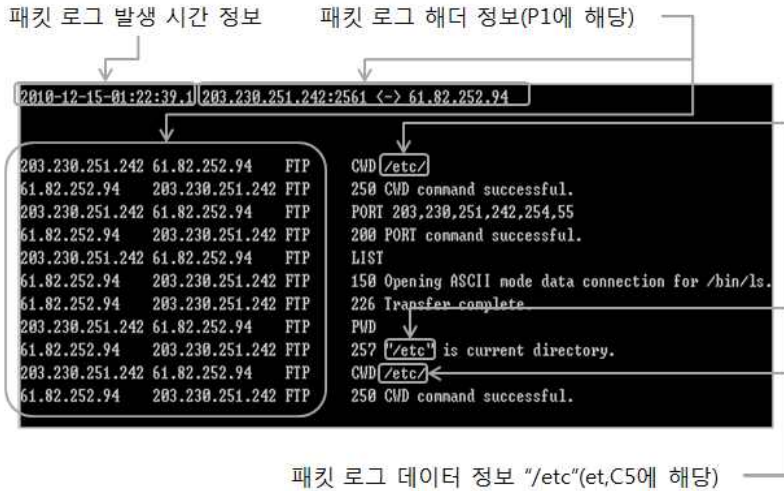 패킷 로그 발생 시간 정보 패킷 로그 해더 정보(P1에 해당)
2010-12-15-01:22:39.1 203.230.251.242:2561 <-> 61.82.252.94
203.230.251.242 61.82.252.94 FTP CWD /etc/
61.82.252.94 203.230.251.242 FTP 250 CWD command successful.
203.230.251.242 61.82.252.94 FTP PORT 203,230,251,242,254,55
61.82.252.94 203.230.251.242 FTP 200 PORT command successful.
203.230.251.242 61.82.252.94 FTP LIST
61.82.252.94 203.230.251.242 FTP 150 Opening ASCII mode data connection for /bin/ls.
61.82.252.94 203.230.251.242 FTP 226 Transfer complete.
203.230.251.242 61.82.252.94 FTP PWD
61.82.252.94 203.230.251.242 FTP 257 "/etc" is current directory.
203.230.251.242 61.82.252.94 FTP CWD /etc/
61.82.252.94 203.230.251.242 FTP 250 CWD command successful.
패킷 로그 데이터 정보 “/etc”(et,C5에 해당)